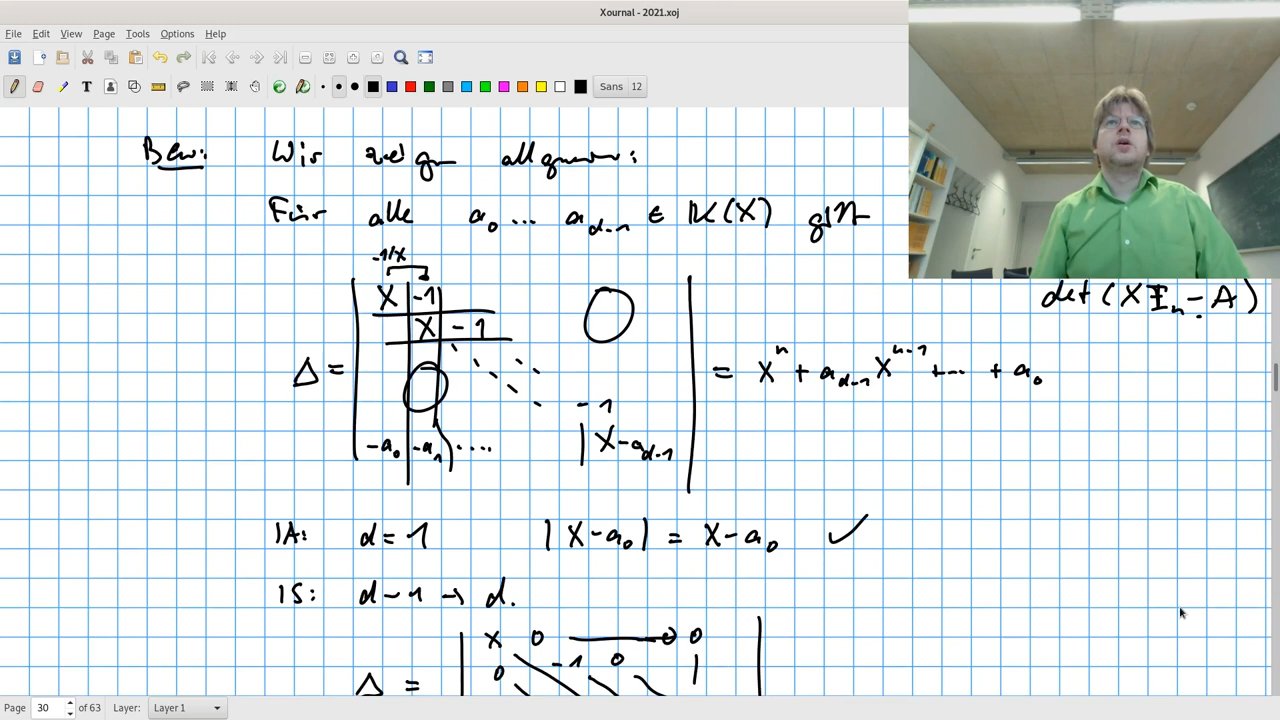 Xournal - 2021.xoj
File Edit View Page Tools Options Help
Sans 12
Bew: Wir zeigen allgemein:
Für alle a₀ ... a_{d-1} ∈ K(X) gilt
-1/X
det(X𝟙ₙ - A)
X -1
X -1
Δ = = Xⁿ + a_{d-1} X^{n-1} + ... + a₀
-1
-a₀ -a₁ .... X-a_{d-1}
IA: d = 1 |X-a₀| = X-a₀ ✓
IS: d-1 → d.
X 0 → 0
0 -1 0
Δ =
Page 30 of 63 Layer: Layer 1